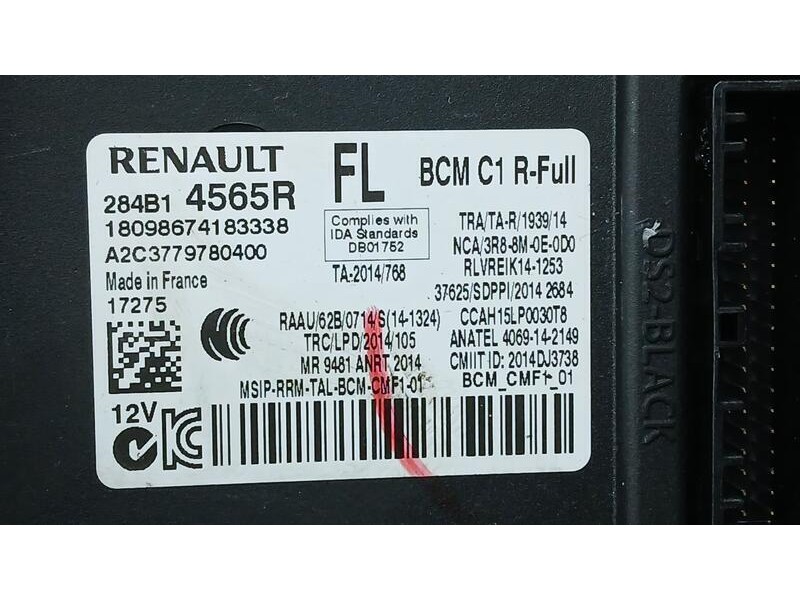 RENAULT
284B1 4565R
18098674183338
A2C3779780400
Made in France
17275
12V
FL
Complies with
IDA Standards
DB01752
TA-2014/768
BCM C1 R-Full
TRA/TA-R/1939/14
NCA/3R8-8M-0E-0D0
RLVREIK14-1253
37625/SDPPI/2014 2684
RAAU/62B/0714/S(14-1324)
CCAH15LP0030T8
TRC/LPD/2014/105
ANATEL 4069-14-2149
MR 9481 ANRT 2014
CMIIT ID: 2014DJ3738
MSIP-RRM-TAL-BCM-CMF1-01
BCM_CMF1_01
DS2-BLACK